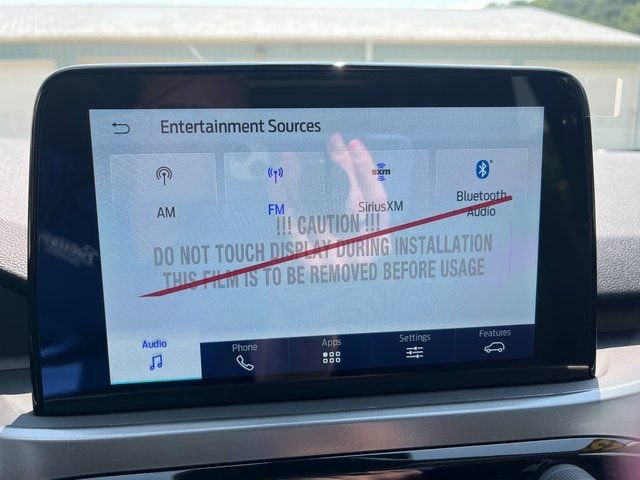 Entertainment Sources
AM
FM
sxm
SiriusXM
Bluetooth
Audio
!!! CAUTION !!!
DO NOT TOUCH DISPLAY DURING INSTALLATION
THIS FILM IS TO BE REMOVED BEFORE USAGE
Audio
Phone
Apps
Settings
Features